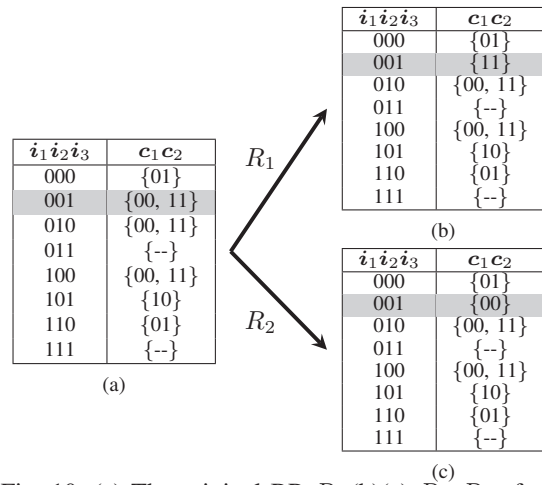 i1i2i3 c1c2
000 {01}
001 {00, 11}
010 {00, 11}
011 {--}
100 {00, 11}
101 {10}
110 {01}
111 {--}
(a)
R1
R2
i1i2i3 c1c2
000 {01}
001 {11}
010 {00, 11}
011 {--}
100 {00, 11}
101 {10}
110 {01}
111 {--}
(b)
i1i2i3 c1c2
000 {01}
001 {00}
010 {00, 11}
011 {--}
100 {00, 11}
101 {10}
110 {01}
111 {--}
(c)